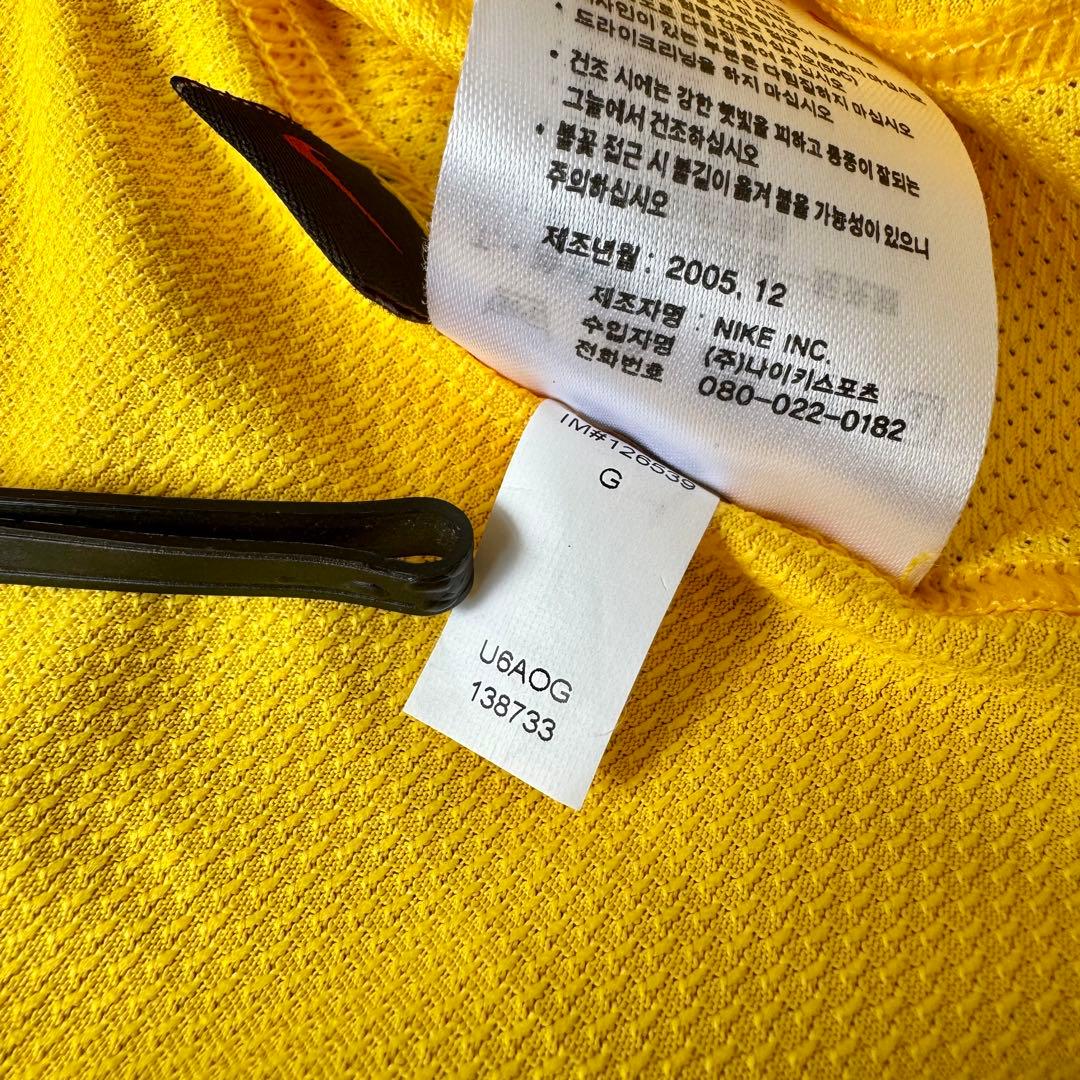 있는 부분은 다림질하지 마십시오
드라이크리닝을 하지 마십시오
• 건조 시에는 강한 햇빛을 피하고 통풍이 잘되는
그늘에서 건조하십시오
• 불꽃 접근 시 불길이 옮겨 붙을 가능성이 있으니
주의하십시오
제조년월 : 2005. 12
제조자명 : NIKE INC.
수입자명 (주)나이키스포츠
전화번호 080-022-0182
IM#126539
G
U6AOG
138733